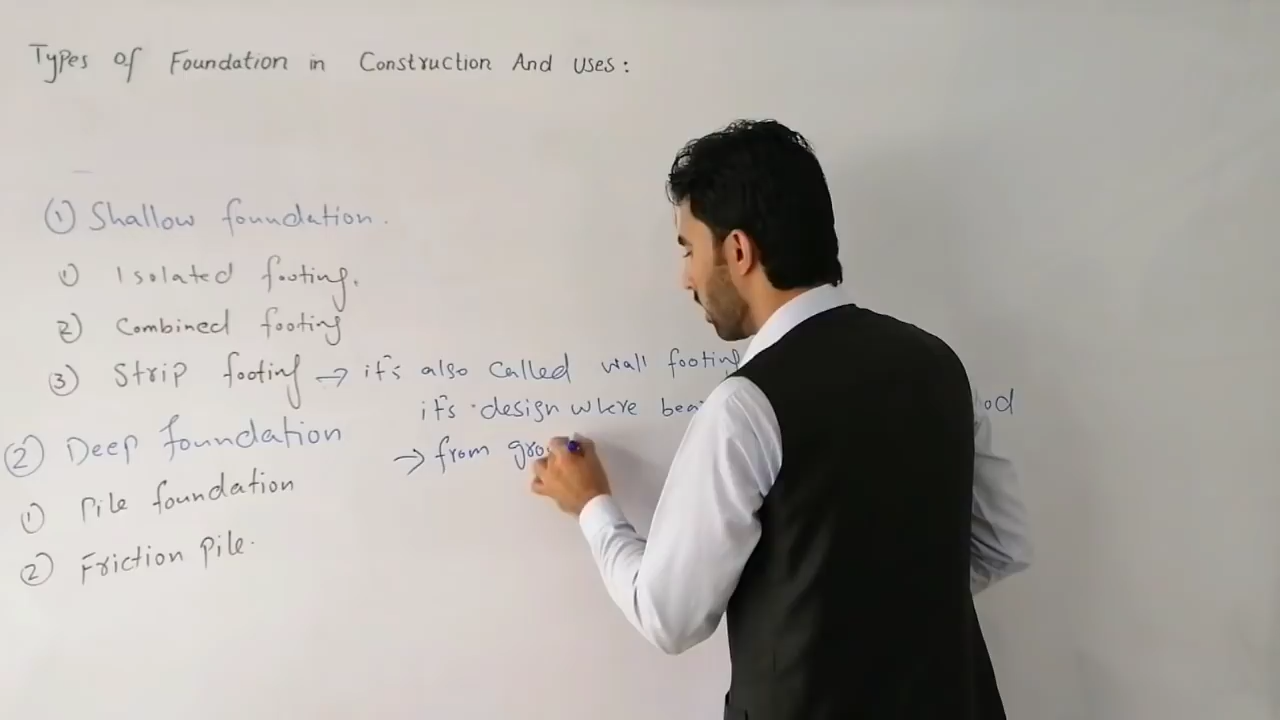 Types of Foundation in Construction And uses:
① Shallow foundation.
① Isolated footing.
2) Combined footing
③ Strip footing → it's also called wall footing
it's design where
② Deep foundation
→ from
① Pile foundation
② Friction Pile.